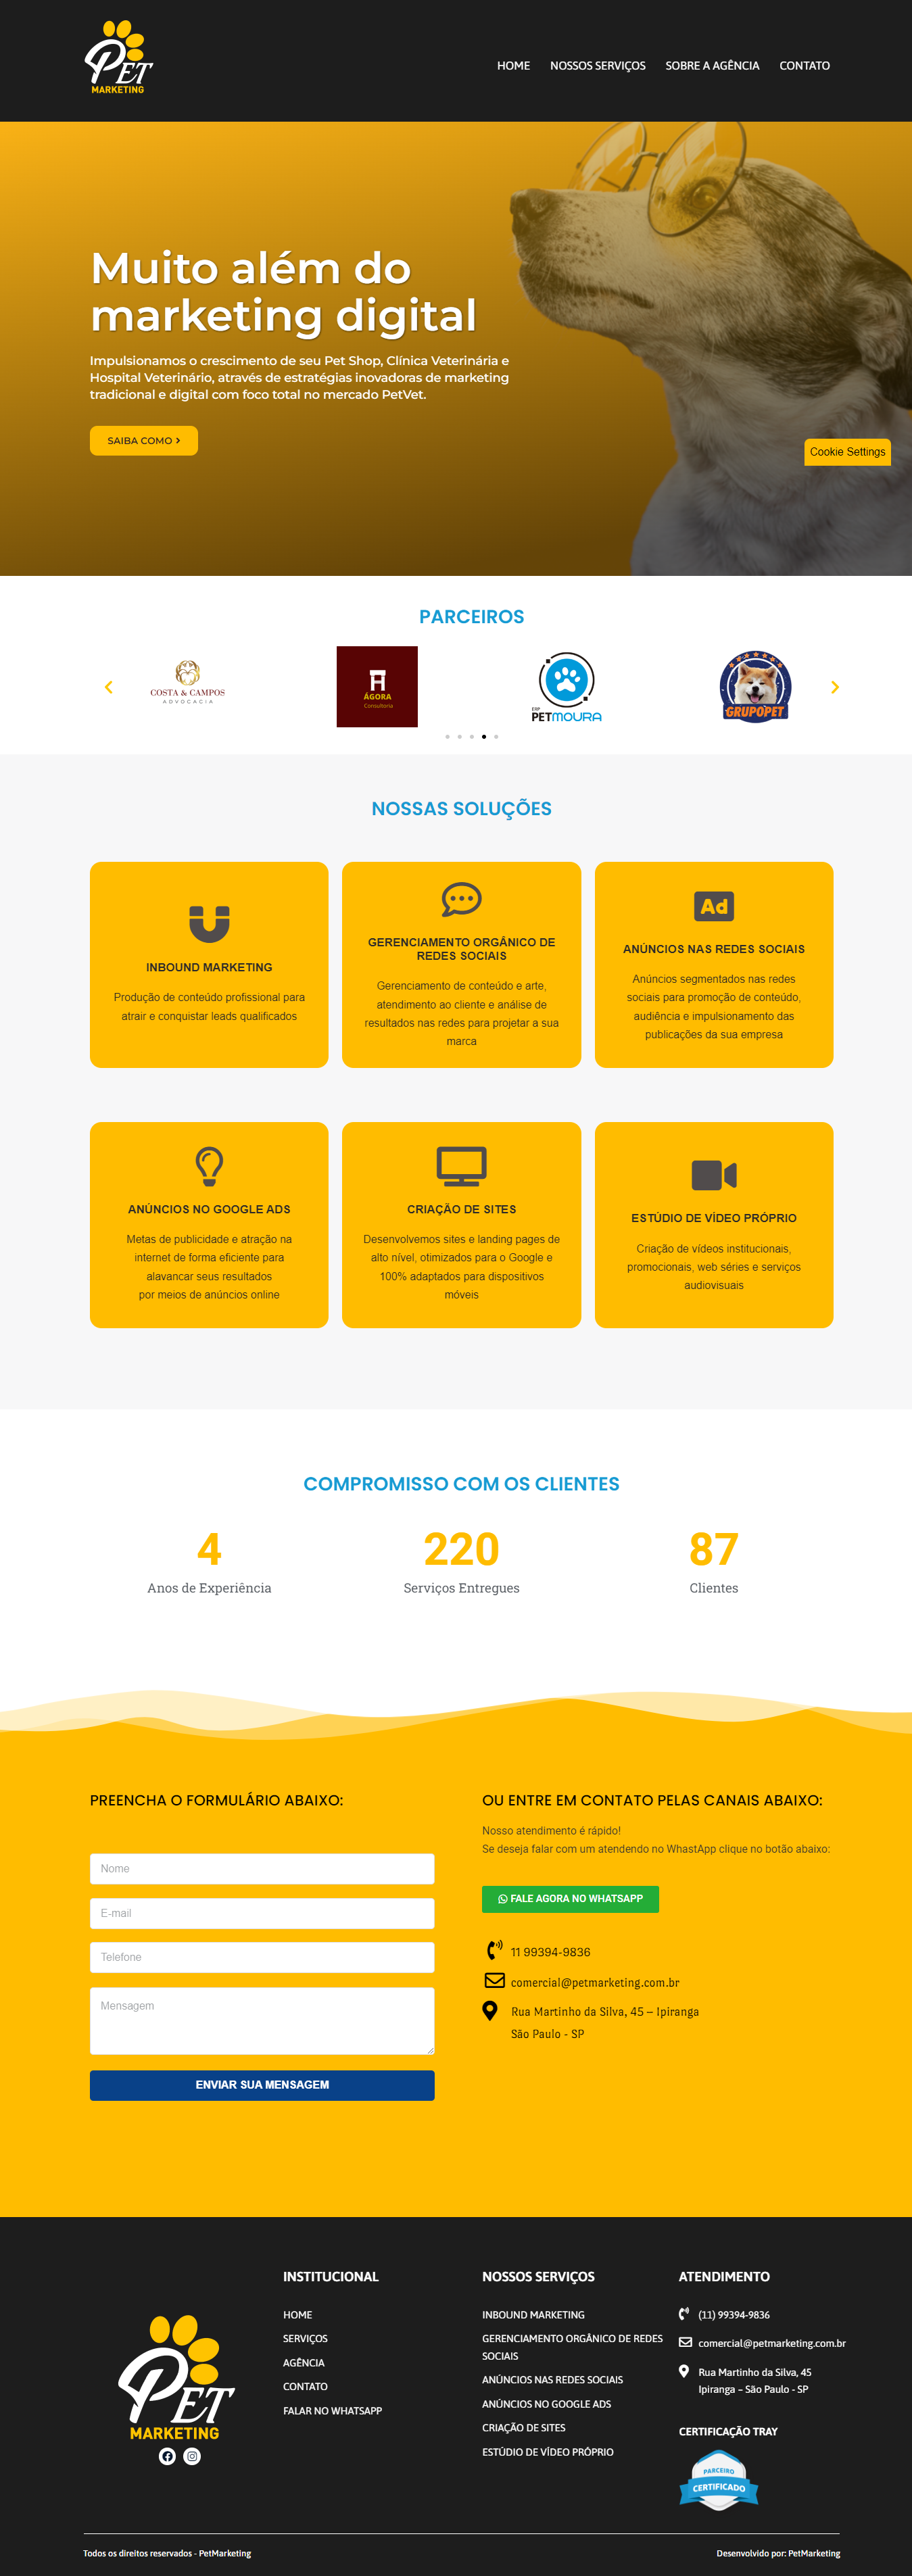 PET
MARKETING
HOME
NOSSOS SERVIÇOS
SOBRE A AGÊNCIA
CONTATO
Muito além do
marketing digital
Impulsionamos o crescimento de seu Pet Shop, Clínica Veterinária e
Hospital Veterinário, através de estratégias inovadoras de marketing
tradicional e digital com foco total no mercado PetVet.
SAIBA COMO
Cookie Settings
PARCEIROS
COSTA & CAMPOS
ADVOCACIA
ÁGORA
Consultoria
ERP
PETMOURA
GRUPOPET
NOSSAS SOLUÇÕES
INBOUND MARKETING
Produção de conteúdo profissional para
atrair e conquistar leads qualificados
GERENCIAMENTO ORGÂNICO DE
REDES SOCIAIS
Gerenciamento de conteúdo e arte,
atendimento ao cliente e análise de
resultados nas redes para projetar a sua
marca
Ad
ANÚNCIOS NAS REDES SOCIAIS
Anúncios segmentados nas redes
sociais para promoção de conteúdo,
audiência e impulsionamento das
publicações da sua empresa
ANÚNCIOS NO GOOGLE ADS
Metas de publicidade e atração na
internet de forma eficiente para
alavancar seus resultados
por meios de anúncios online
CRIAÇÃO DE SITES
Desenvolvemos sites e landing pages de
alto nível, otimizados para o Google e
100% adaptados para dispositivos
móveis
ESTÚDIO DE VÍDEO PRÓPRIO
Criação de vídeos institucionais,
promocionais, web séries e serviços
audiovisuais
COMPROMISSO COM OS CLIENTES
4
Anos de Experiência
220
Serviços Entregues
87
Clientes
PREENCHA O FORMULÁRIO ABAIXO:
Nome
E-mail
Telefone
Mensagem
ENVIAR SUA MENSAGEM
OU ENTRE EM CONTATO PELAS CANAIS ABAIXO:
Nosso atendimento é rápido!
Se deseja falar com um atendendo no WhastApp clique no botão abaixo:
FALE AGORA NO WHATSAPP
11 99394-9836
comercial@petmarketing.com.br
Rua Martinho da Silva, 45 – Ipiranga
São Paulo - SP
PET
MARKETING
INSTITUCIONAL
HOME
SERVIÇOS
AGÊNCIA
CONTATO
FALAR NO WHATSAPP
NOSSOS SERVIÇOS
INBOUND MARKETING
GERENCIAMENTO ORGÂNICO DE REDES
SOCIAIS
ANÚNCIOS NAS REDES SOCIAIS
ANÚNCIOS NO GOOGLE ADS
CRIAÇÃO DE SITES
ESTÚDIO DE VÍDEO PRÓPRIO
ATENDIMENTO
(11) 99394-9836
comercial@petmarketing.com.br
Rua Martinho da Silva, 45
Ipiranga – São Paulo - SP
CERTIFICAÇÃO TRAY
PARCEIRO
CERTIFICADO
Todos os direitos reservados - PetMarketing
Desenvolvido por: PetMarketing